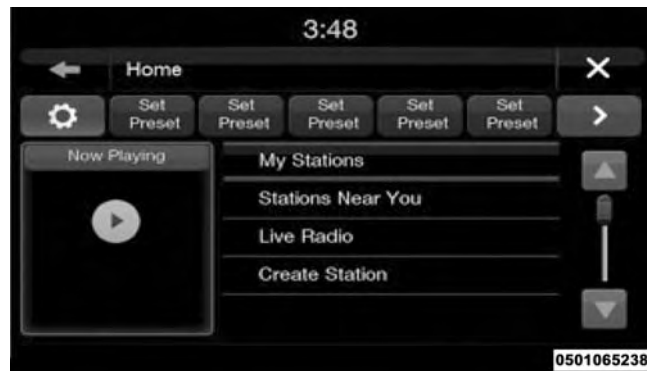 3:48
Home
Set Preset
Set Preset
Set Preset
Set Preset
Set Preset
Now Playing
My Stations
Stations Near You
Live Radio
Create Station
0501065238